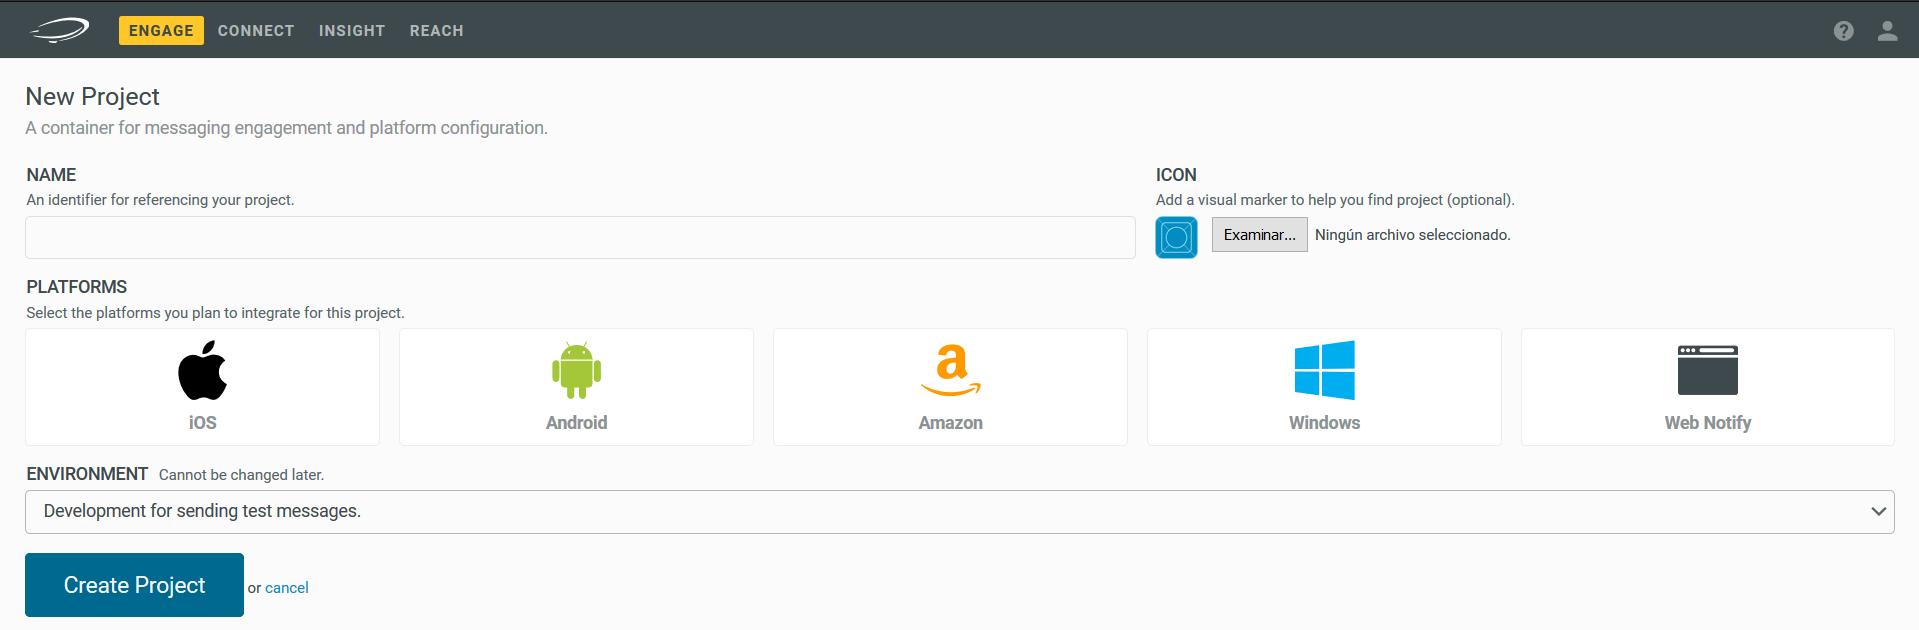 ENGAGE CONNECT INSIGHT REACH
New Project
A container for messaging engagement and platform configuration.
NAME
An identifier for referencing your project.
ICON
Add a visual marker to help you find project (optional).
Examinar... Ningún archivo seleccionado.
PLATFORMS
Select the platforms you plan to integrate for this project.
iOS Android Amazon Windows Web Notify
ENVIRONMENT Cannot be changed later.
Development for sending test messages.
Create Project or cancel